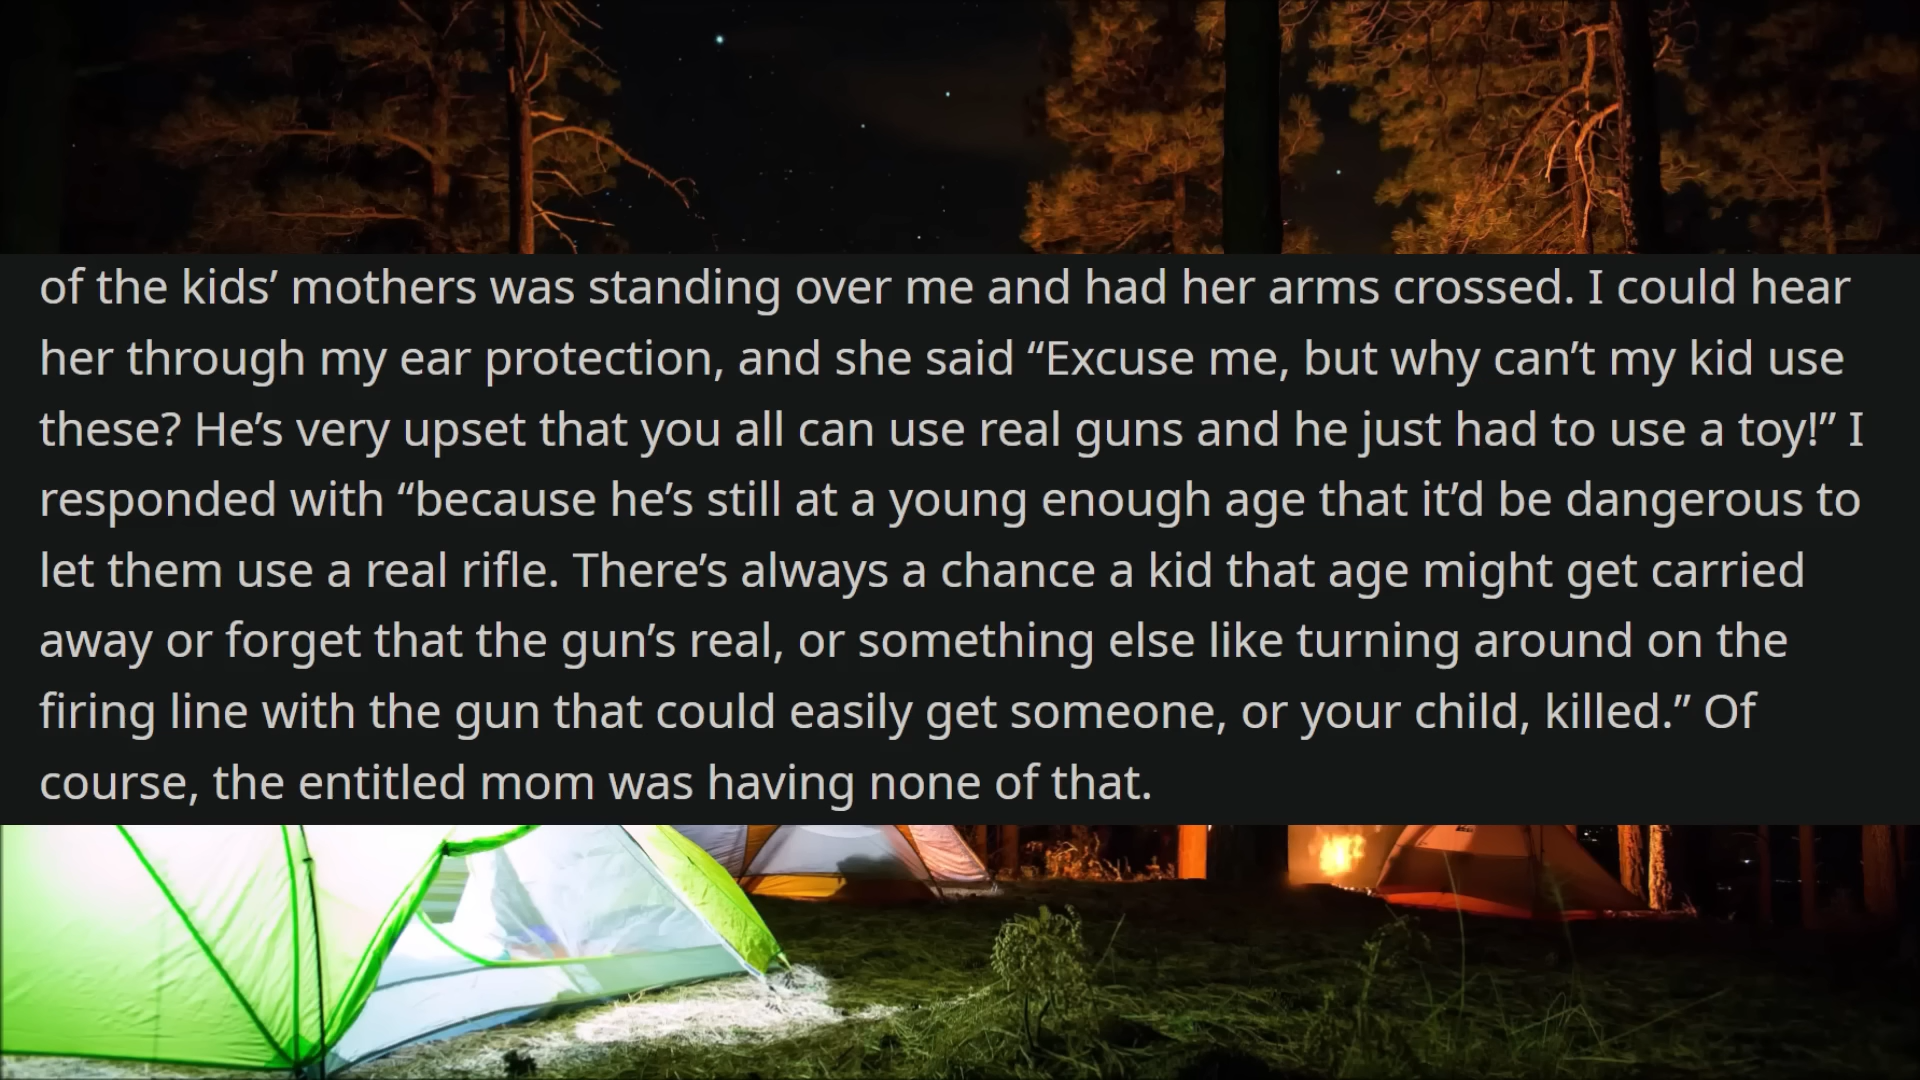 of the kids’ mothers was standing over me and had her arms crossed. I could hear
her through my ear protection, and she said “Excuse me, but why can’t my kid use
these? He’s very upset that you all can use real guns and he just had to use a toy!” I
responded with “because he’s still at a young enough age that it’d be dangerous to
let them use a real rifle. There’s always a chance a kid that age might get carried
away or forget that the gun’s real, or something else like turning around on the
firing line with the gun that could easily get someone, or your child, killed.” Of
course, the entitled mom was having none of that.